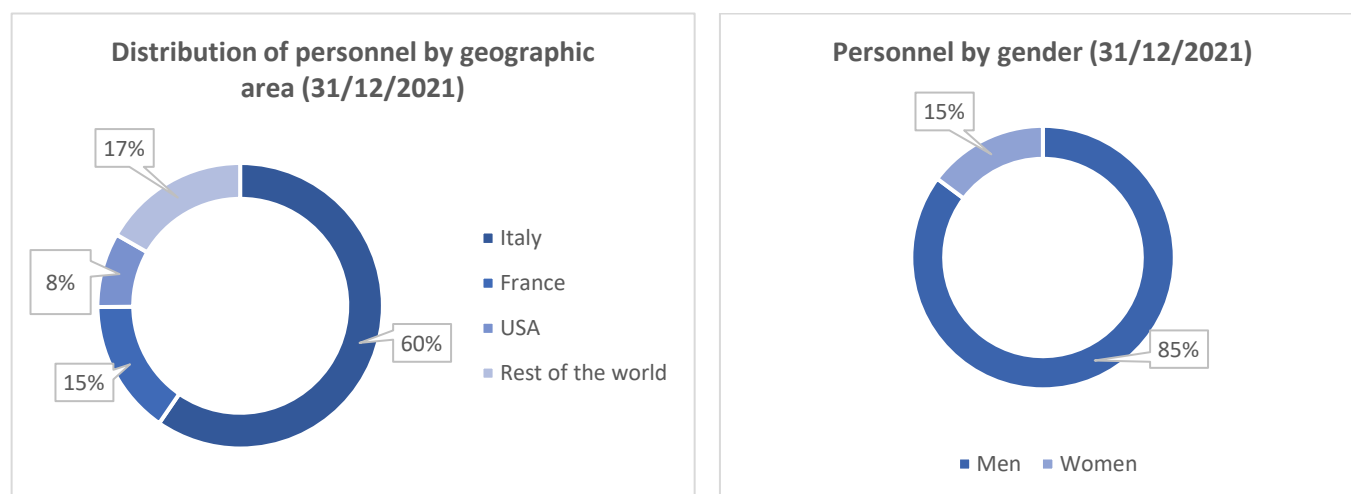 Distribution of personnel by geographic
area (31/12/2021)
17%
8%
15%
60%
Italy
France
USA
Rest of the world
Personnel by gender (31/12/2021)
15%
85%
Men
Women